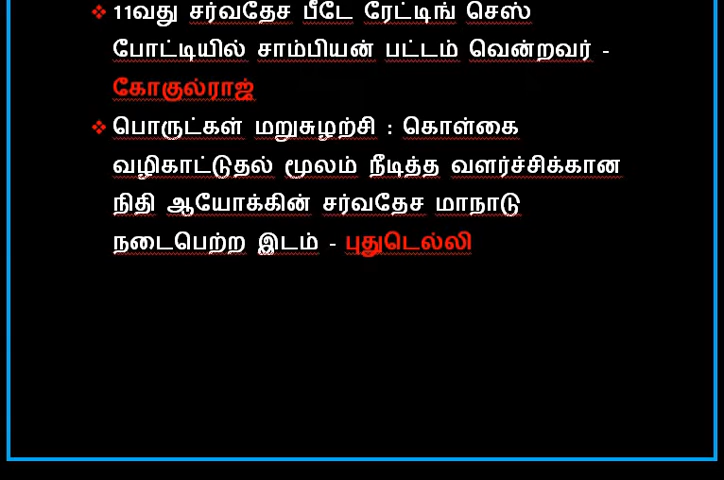 11வது சர்வதேச பீடே ரேட்டிங் செஸ்
போட்டியில் சாம்பியன் பட்டம் வென்றவர் -
கோகுல்ராஜ்
பொருட்கள் மறுசுழற்சி : கொள்கை
வழிகாட்டுதல் மூலம் நீடித்த வளர்ச்சிக்கான
நிதி ஆயோக்கின் சர்வதேச மாநாடு
நடைபெற்ற இடம் - புதுடெல்லி